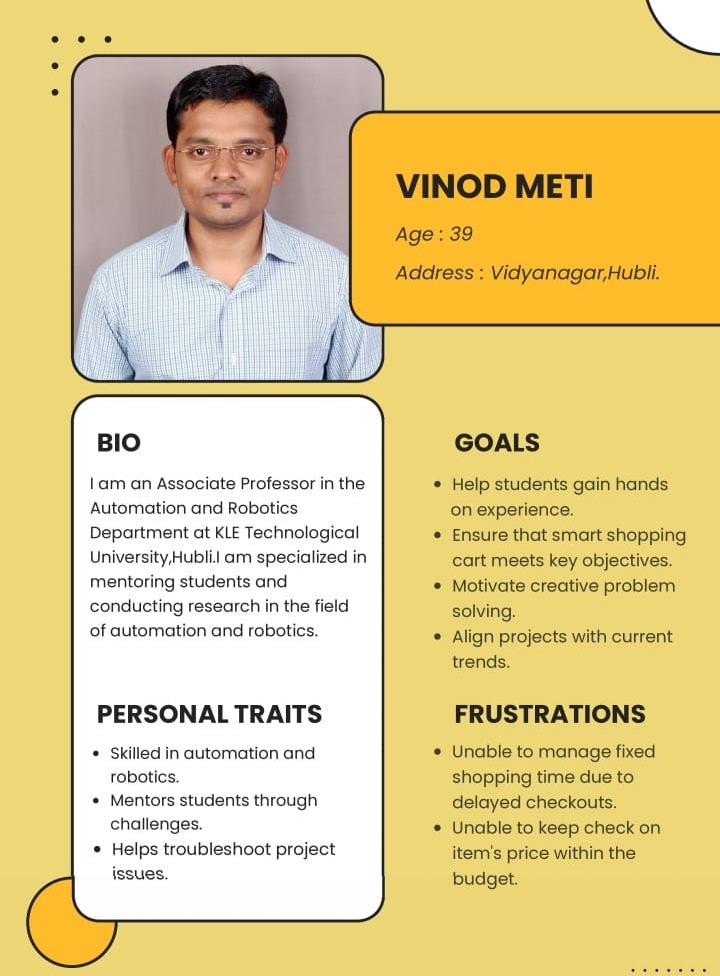 VINOD METI
Age : 39
Address : Vidyanagar,Hubli.
BIO
I am an Associate Professor in the
Automation and Robotics
Department at KLE Technological
University,Hubli.I am specialized in
mentoring students and
conducting research in the field
of automation and robotics.
PERSONAL TRAITS
• Skilled in automation and
robotics.
• Mentors students through
challenges.
• Helps troubleshoot project
issues.
GOALS
• Help students gain hands
on experience.
• Ensure that smart shopping
cart meets key objectives.
• Motivate creative problem
solving.
• Align projects with current
trends.
FRUSTRATIONS
• Unable to manage fixed
shopping time due to
delayed checkouts.
• Unable to keep check on
item's price within the
budget.